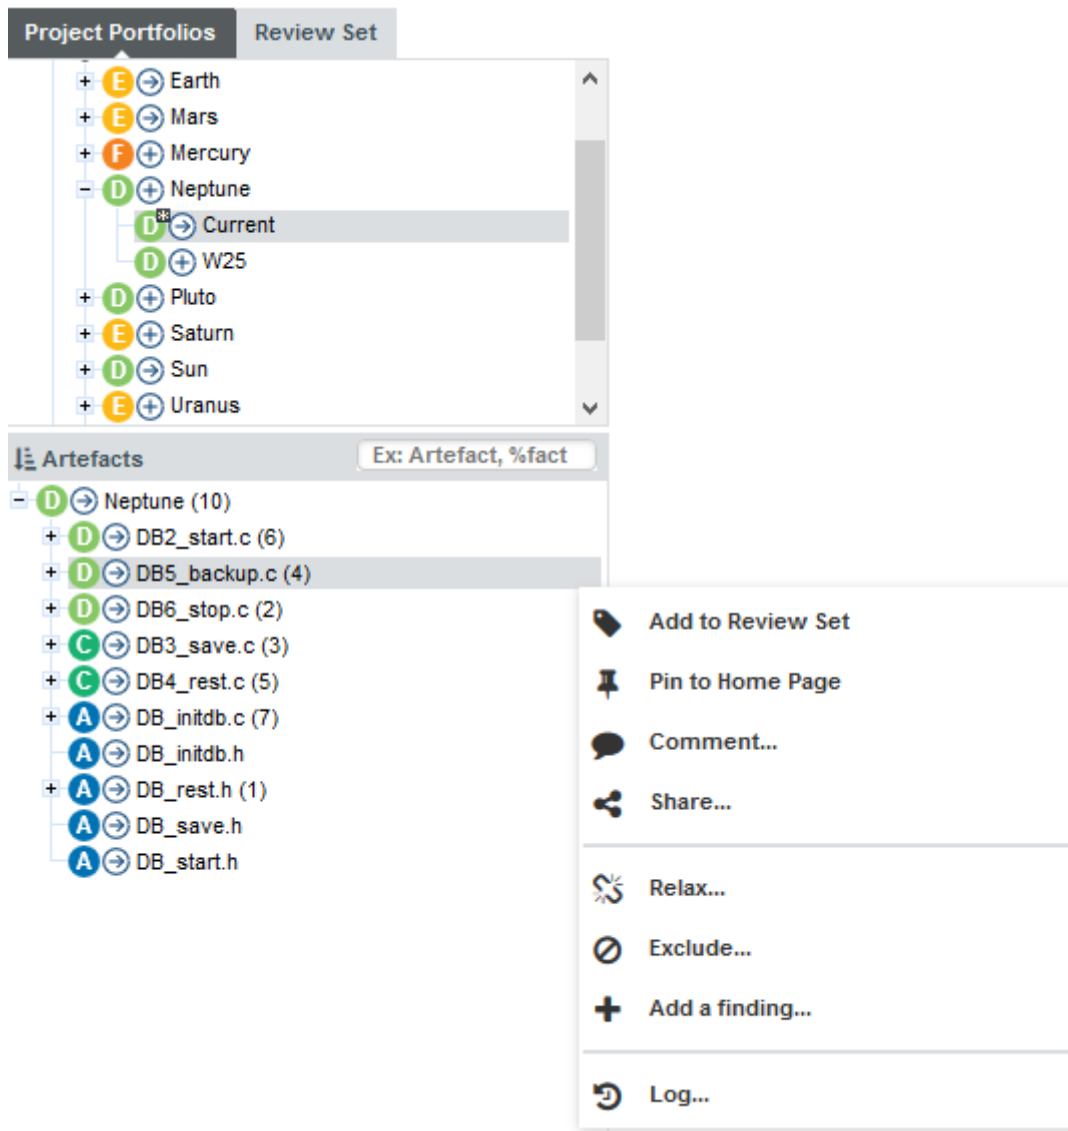 Project Portfolios Review Set
E Earth
E Mars
F Mercury
D Neptune
D* Current
D W25
D Pluto
E Saturn
D Sun
E Uranus
Artefacts Ex: Artefact, %fact
D Neptune (10)
D DB2_start.c (6)
D DB5_backup.c (4)
D DB6_stop.c (2)
C DB3_save.c (3)
C DB4_rest.c (5)
A DB_initdb.c (7)
A DB_initdb.h
A DB_rest.h (1)
A DB_save.h
A DB_start.h
Add to Review Set
Pin to Home Page
Comment...
Share...
Relax...
Exclude...
Add a finding...
Log...